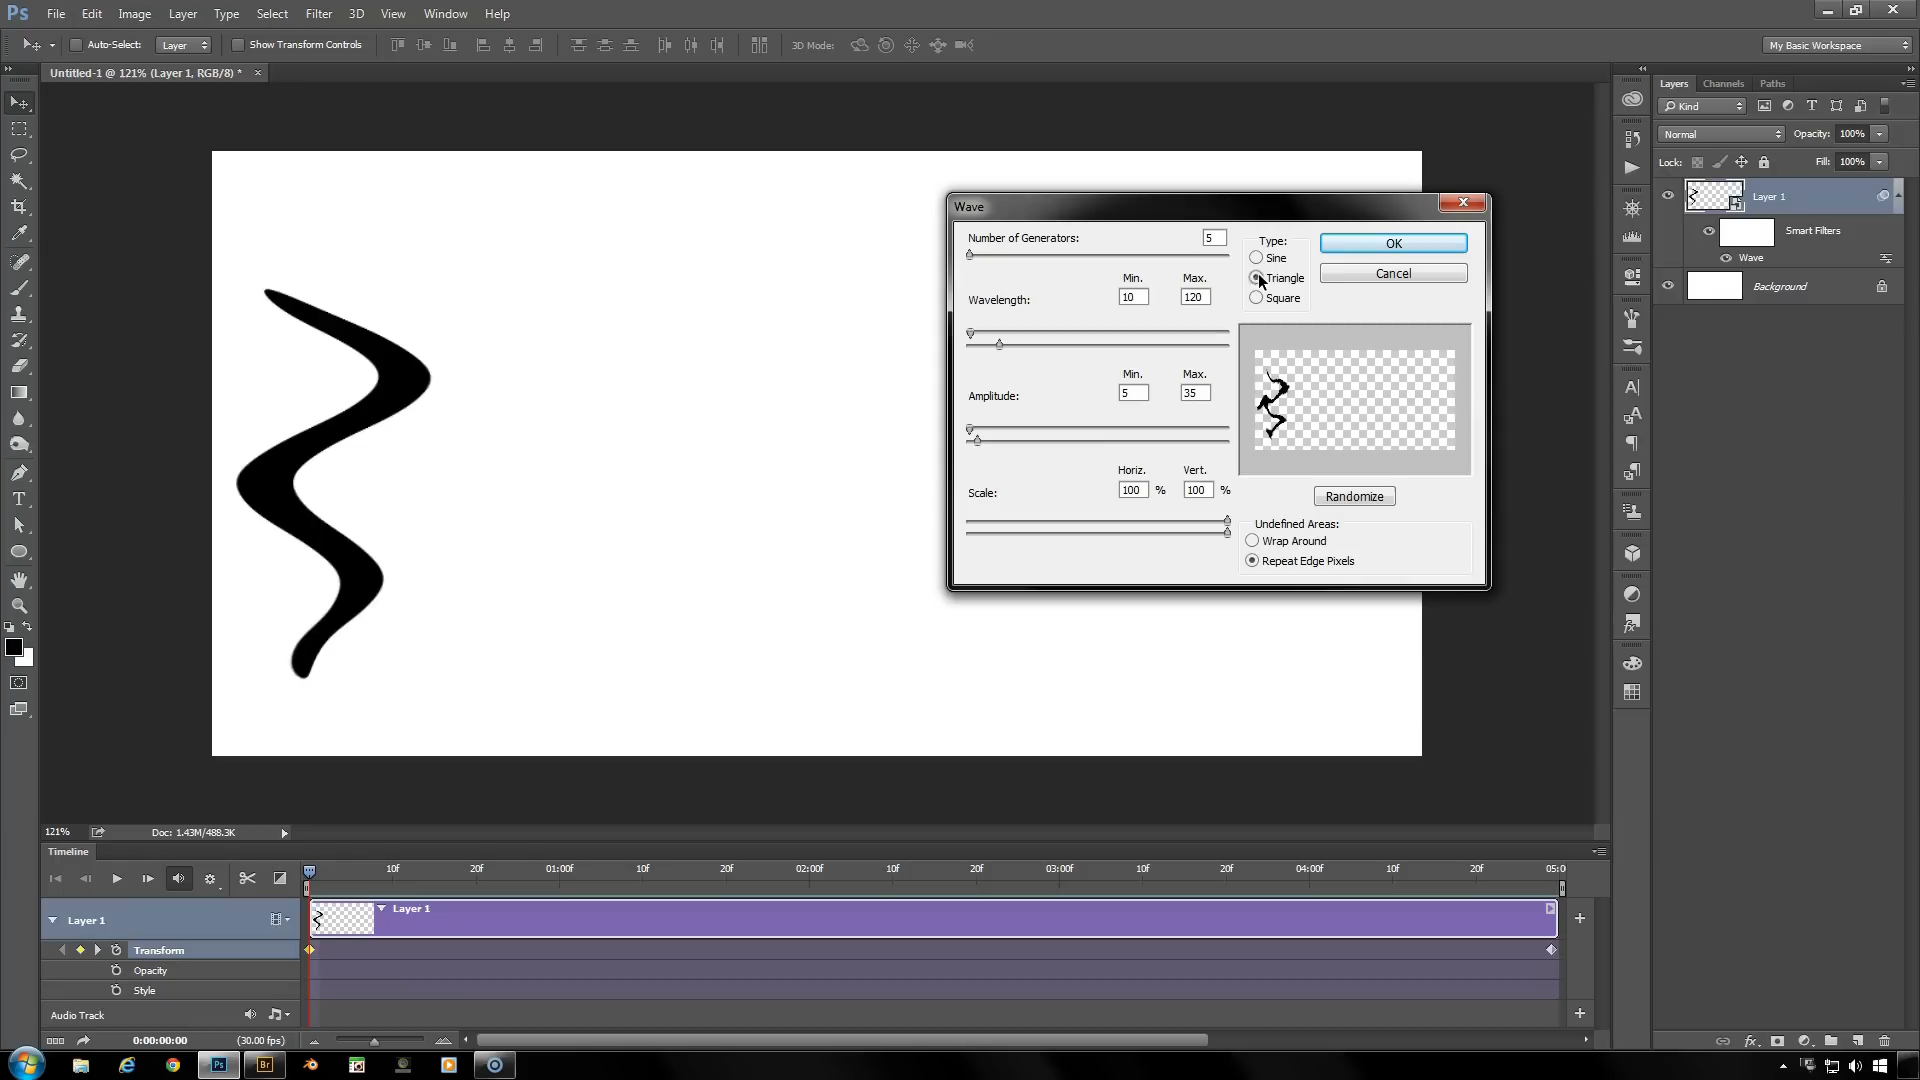 Ps File Edit Image Layer Type Select Filter 3D View Window Help
Auto-Select: Layer Show Transform Controls 3D Mode: My Basic Workspace
Untitled-1 @ 121% (Layer 1, RGB/8) *
Layers Channels Paths
Kind
Normal Opacity: 100%
Lock: Fill: 100%
Layer 1
Smart Filters
Wave
Background
Wave
Number of Generators: 5
Type:
Sine
Triangle
Square
OK
Cancel
Min. Max.
Wavelength: 10 120
Min. Max.
Amplitude: 5 35
Horiz. Vert.
Scale: 100 % 100 %
Randomize
Undefined Areas:
Wrap Around
Repeat Edge Pixels
121% Doc: 1.43M/488.3K
Timeline
10f 20f 01:00f 10f 20f 02:00f 10f 20f 03:00f 10f 20f 04:00f 10f 20f 05:0
Layer 1 Layer 1
Transform
Opacity
Style
Audio Track
0:00:00:00 (30.00 fps)
Ps Br